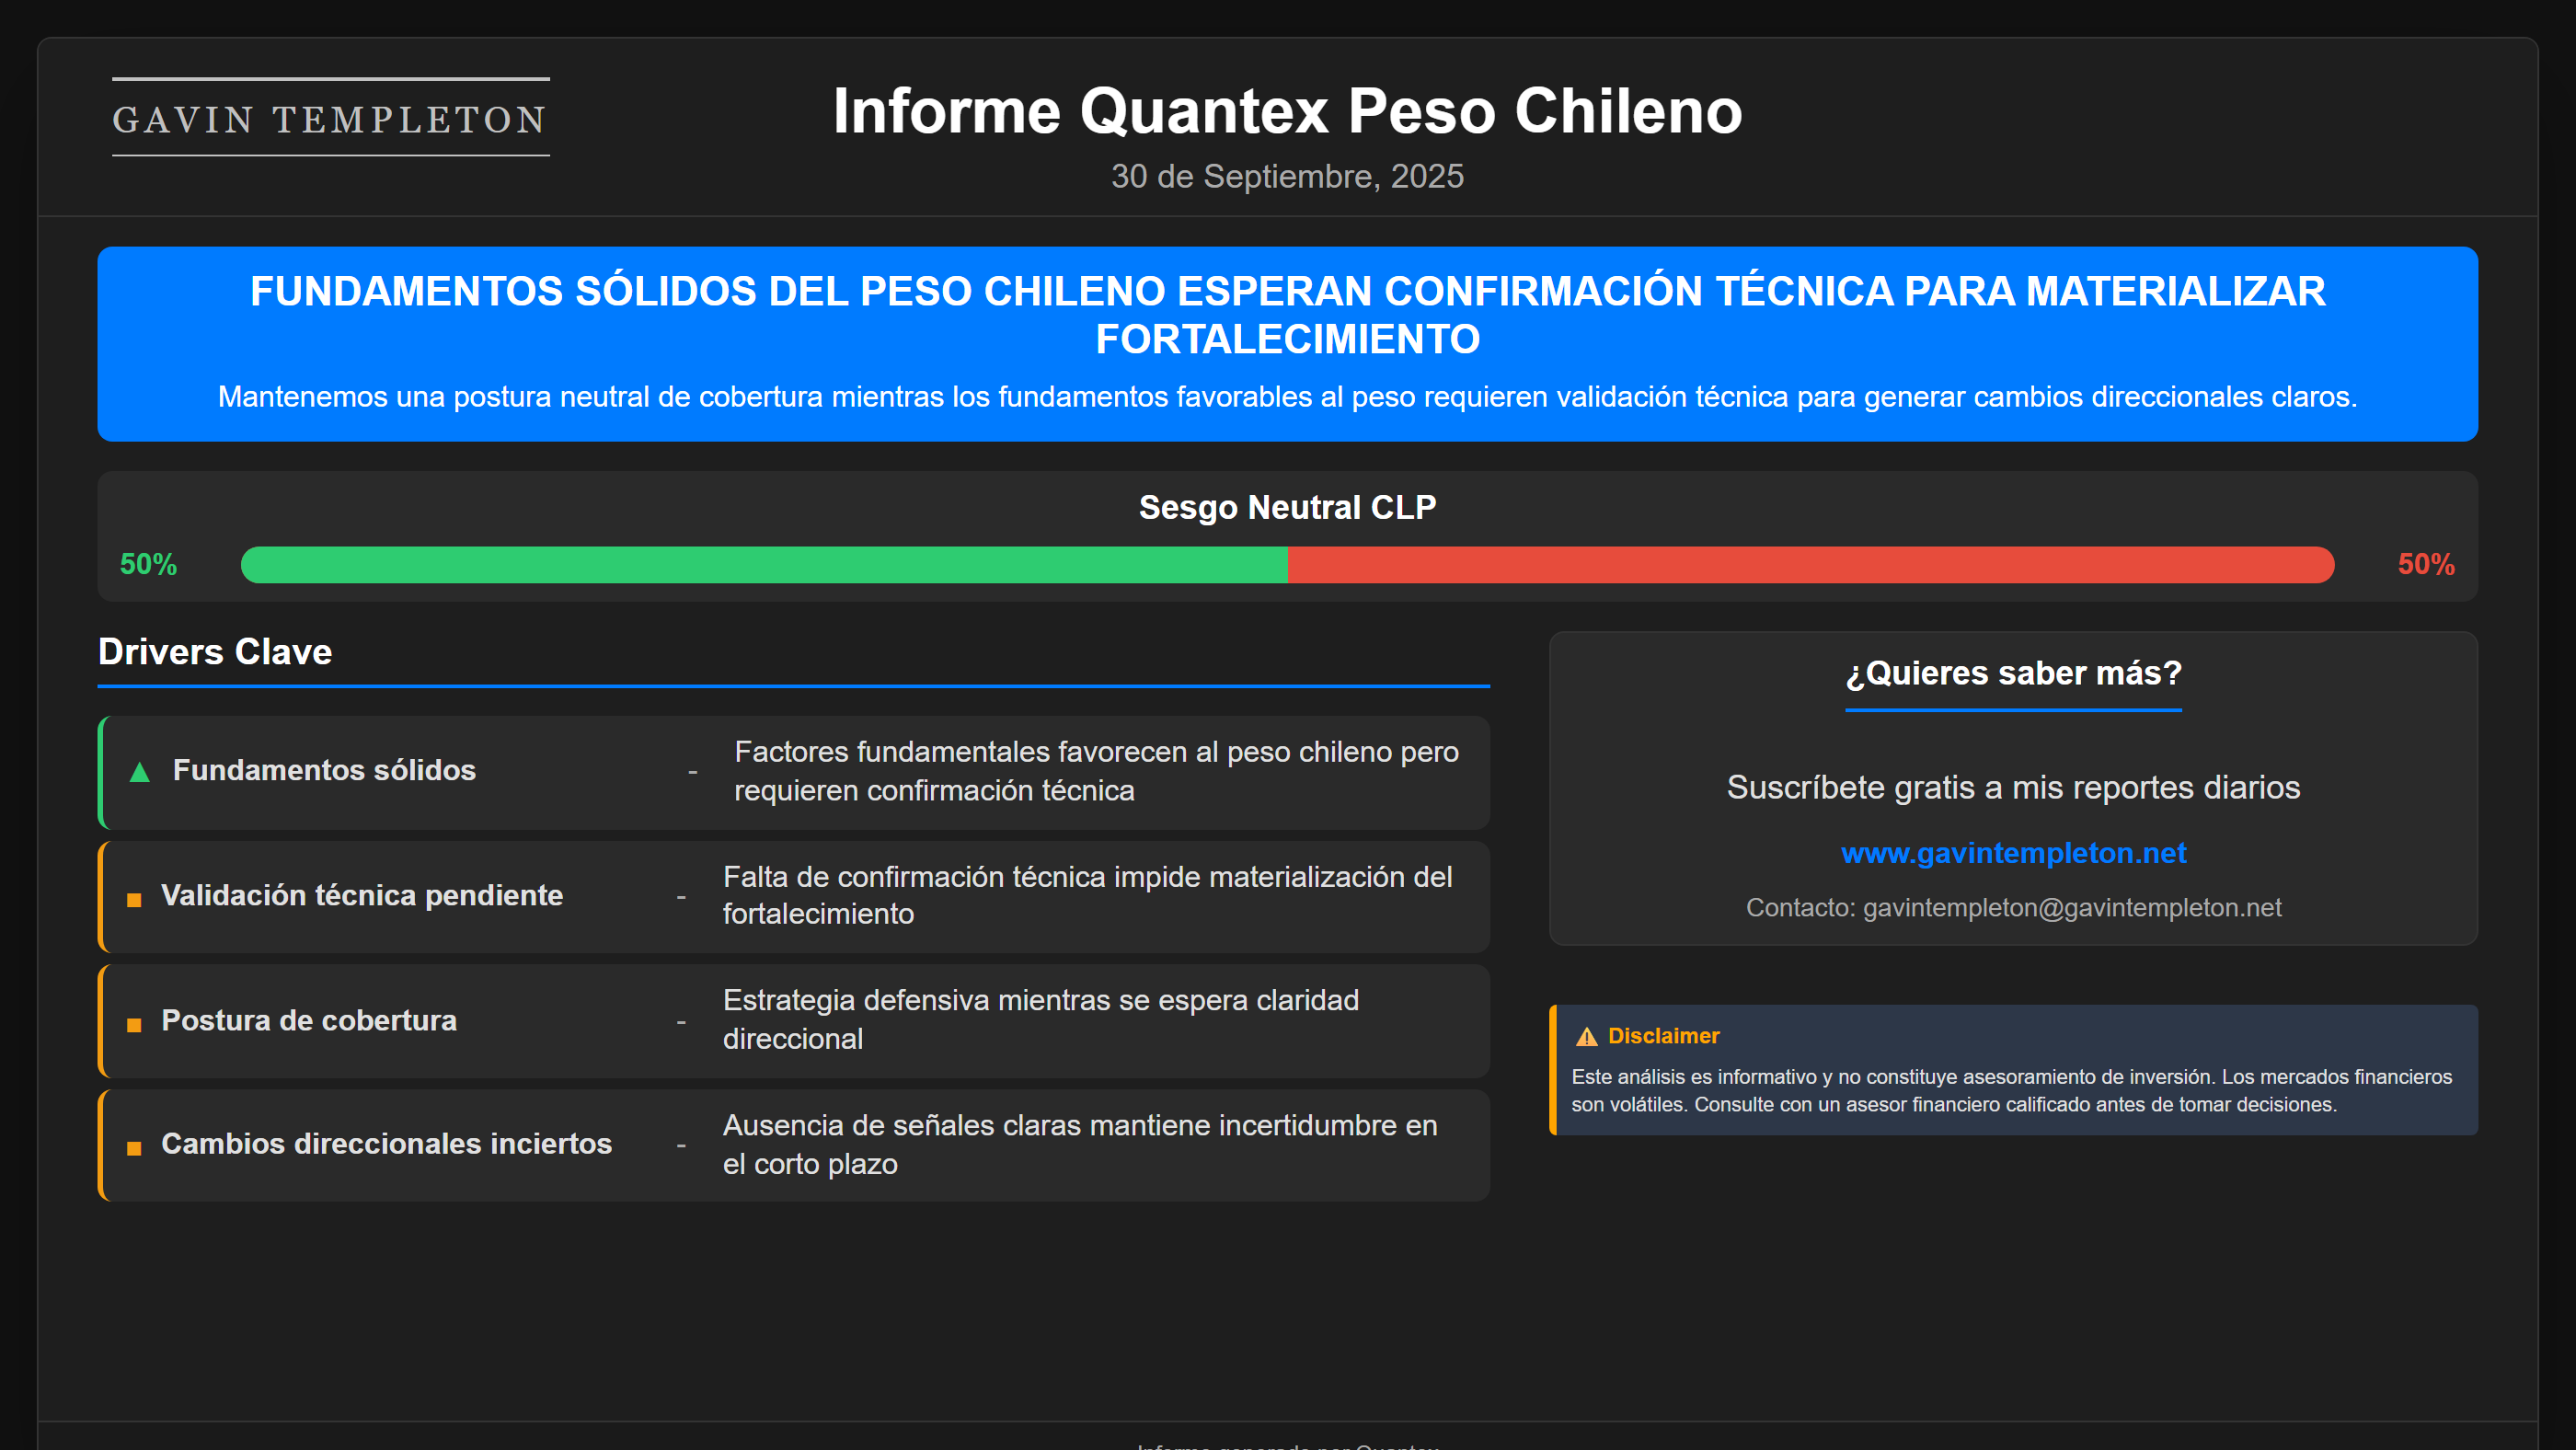 GAVIN TEMPLETON
Informe Quantex Peso Chileno
30 de Septiembre, 2025
FUNDAMENTOS SÓLIDOS DEL PESO CHILENO ESPERAN CONFIRMACIÓN TÉCNICA PARA MATERIALIZAR
FORTALECIMIENTO
Mantenemos una postura neutral de cobertura mientras los fundamentos favorables al peso requieren validación técnica para generar cambios direccionales claros.
Sesgo Neutral CLP
50%
50%
Drivers Clave
Fundamentos sólidos - Factores fundamentales favorecen al peso chileno pero
requieren confirmación técnica
Validación técnica pendiente - Falta de confirmación técnica impide materialización del
fortalecimiento
Postura de cobertura - Estrategia defensiva mientras se espera claridad
direccional
Cambios direccionales inciertos - Ausencia de señales claras mantiene incertidumbre en
el corto plazo
¿Quieres saber más?
Suscríbete gratis a mis reportes diarios
www.gavintempleton.net
Contacto: gavintempleton@gavintempleton.net
Disclaimer
Este análisis es informativo y no constituye asesoramiento de inversión. Los mercados financieros
son volátiles. Consulte con un asesor financiero calificado antes de tomar decisiones.